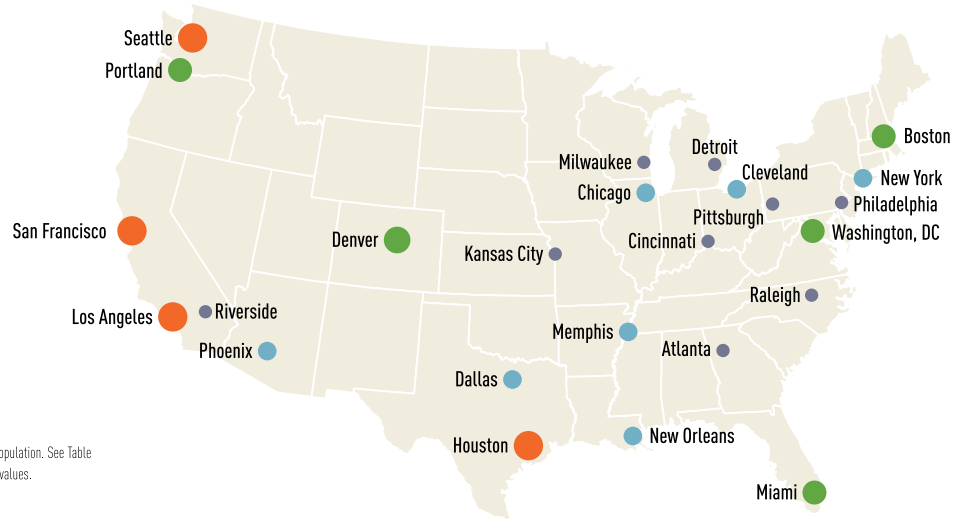 Seattle
Portland
Boston
Detroit
Milwaukee
Cleveland
Chicago
New York
Philadelphia
Pittsburgh
San Francisco
Denver
Washington, DC
Cincinnati
Kansas City
Raleigh
Riverside
Los Angeles
Memphis
Phoenix
Atlanta
Dallas
New Orleans
Houston
opulation. See Table
values.
Miami